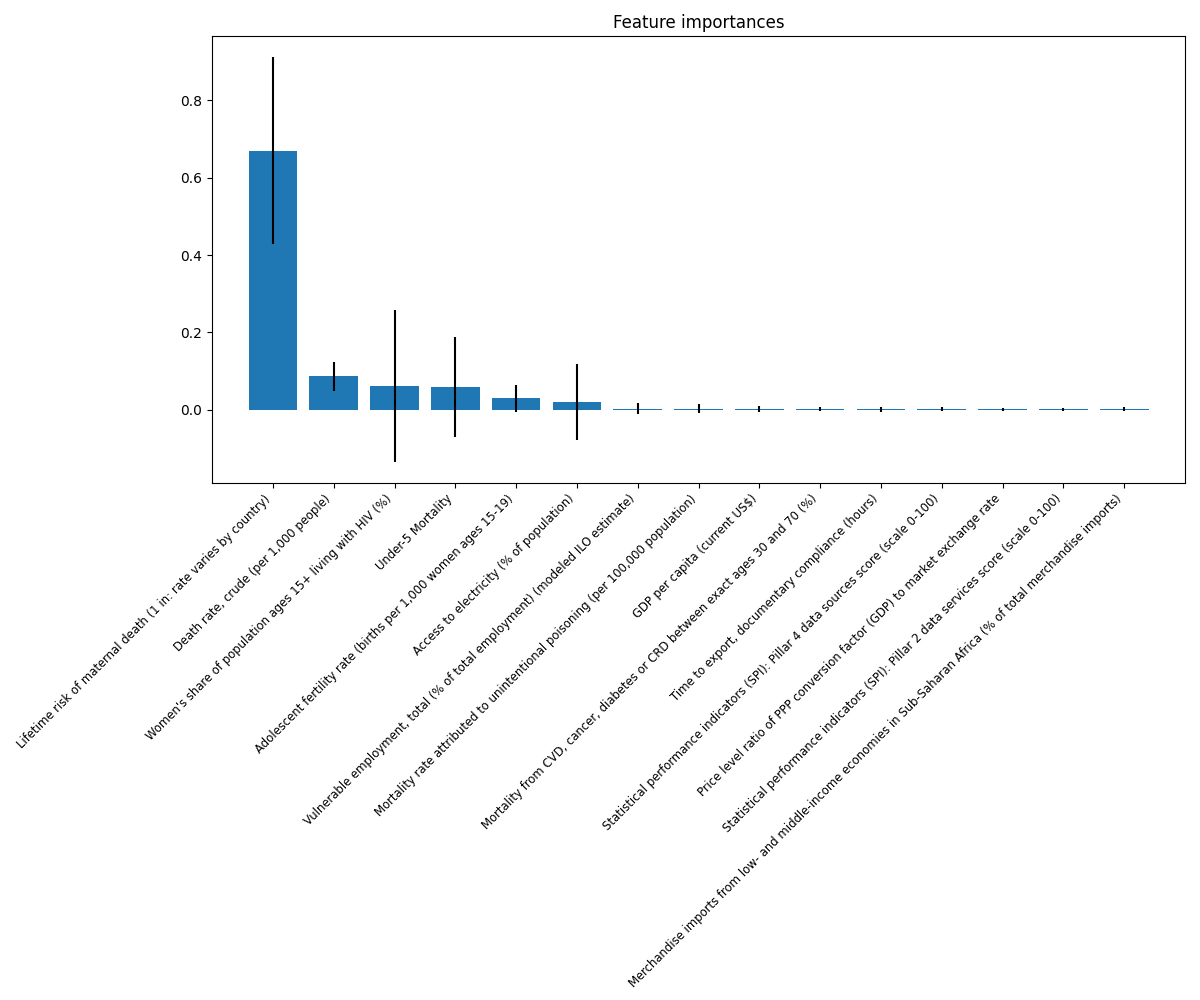 Feature importances
0.8
0.6
0.4
0.2
0.0
Lifetime risk of maternal death (1 in: rate varies by country)
Death rate, crude (per 1,000 people)
Women's share of population ages 15+ living with HIV (%)
Under-5 Mortality
Adolescent fertility rate (births per 1,000 women ages 15-19)
Access to electricity (% of population)
Vulnerable employment, total (% of total employment) (modeled ILO estimate)
Mortality rate attributed to unintentional poisoning (per 100,000 population)
GDP per capita (current US$)
Mortality from CVD, cancer, diabetes or CRD between exact ages 30 and 70 (%)
Time to export, documentary compliance (hours)
Statistical performance indicators (SPI): Pillar 4 data sources score (scale 0-100)
Price level ratio of PPP conversion factor (GDP) to market exchange rate
Statistical performance indicators (SPI): Pillar 2 data services score (scale 0-100)
Merchandise imports from low- and middle-income economies in Sub-Saharan Africa (% of total merchandise imports)